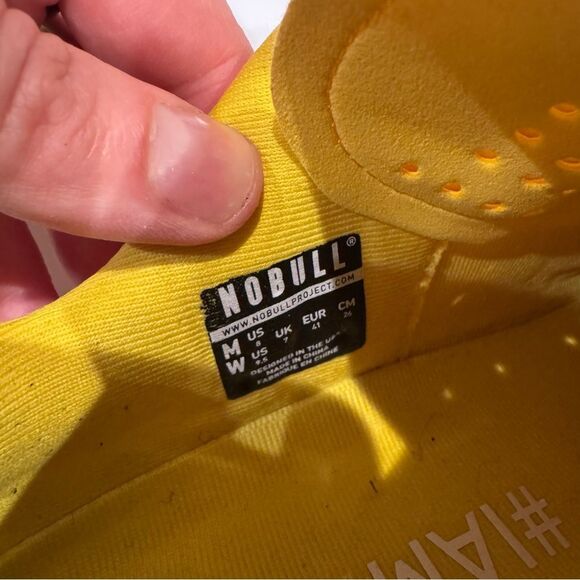 NOBULL®
WWW.NOBULLPROJECT.COM
M US 8 UK 7 EUR 41 CM 26
W US 9.5
DESIGNED IN THE US
MADE IN CHINA
FABRIQUE EN CHINE
#IAM